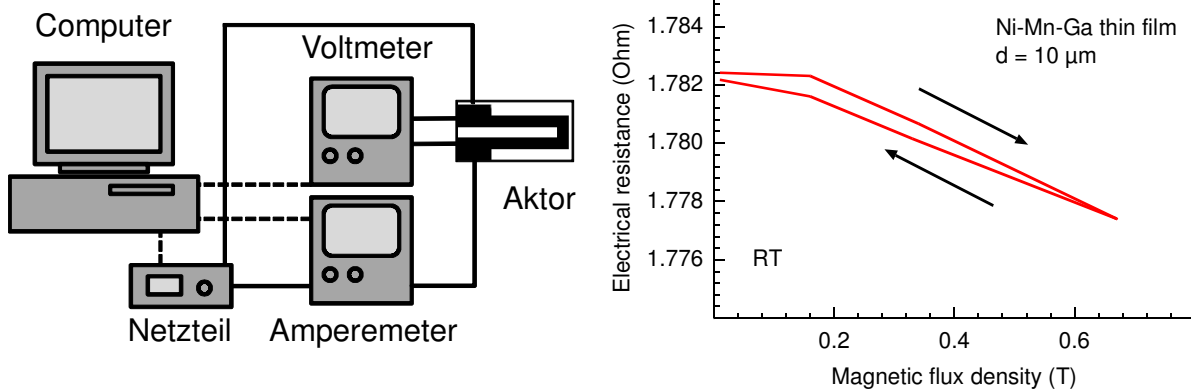 Computer
Voltmeter
Aktor
Netzteil
Amperemeter
Electrical resistance (Ohm)
1.784
1.782
1.780
1.778
1.776
Ni-Mn-Ga thin film
d = 10 µm
RT
0.2
0.4
0.6
Magnetic flux density (T)